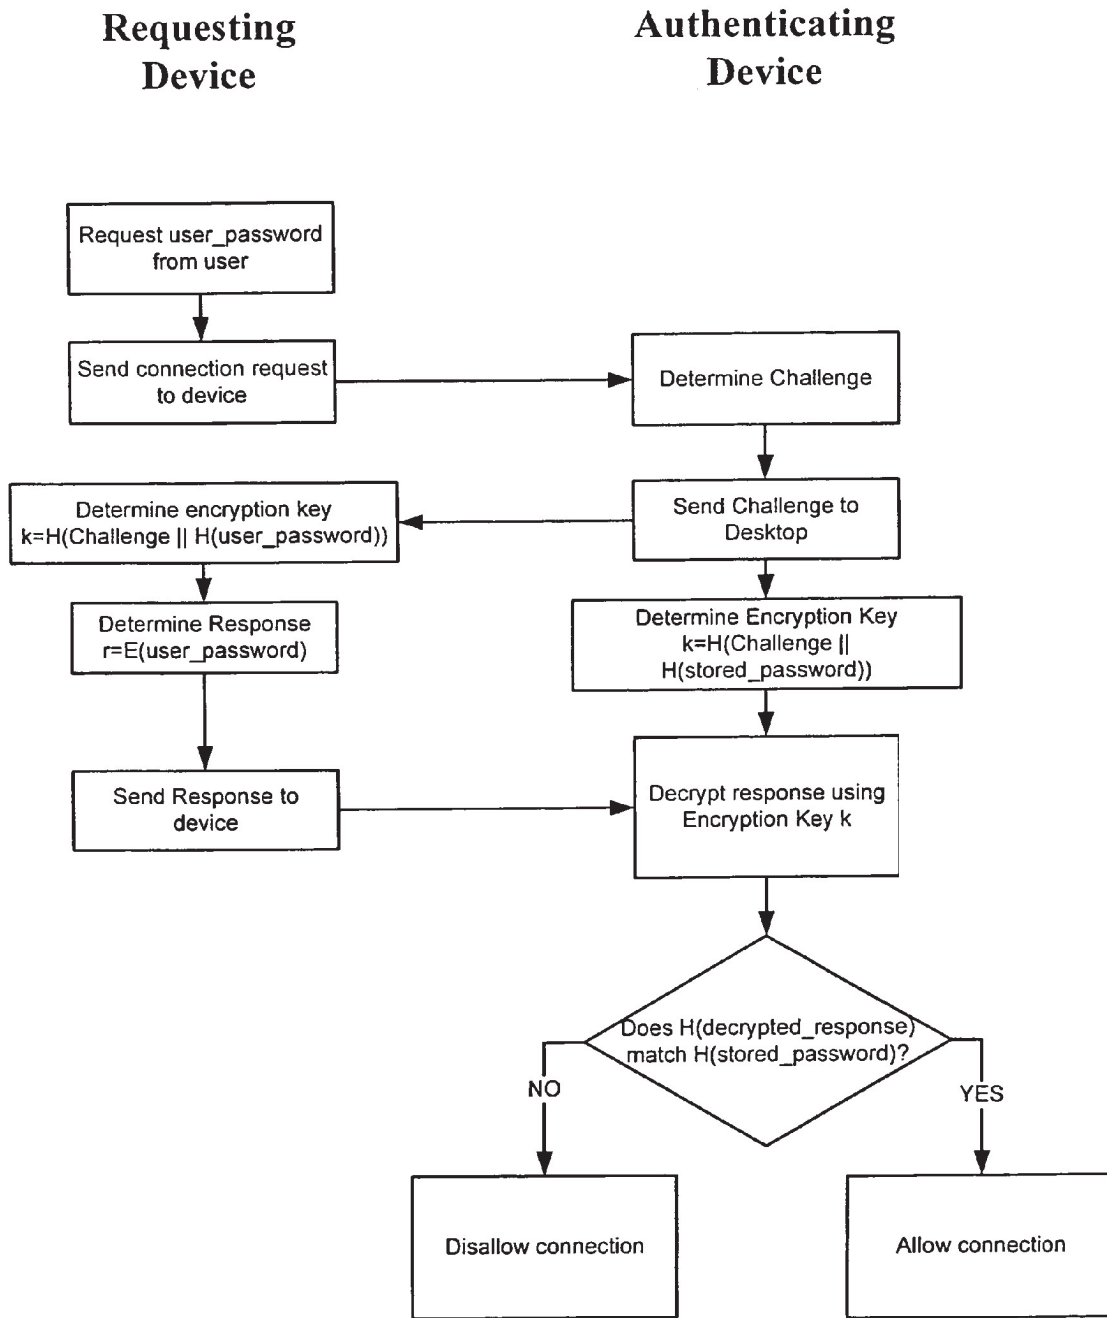 Requesting
Device
Authenticating
Device
Request user_password
from user
Send connection request
to device
Determine Challenge
Send Challenge to
Desktop
Determine encryption key
k=H(Challenge || H(user_password))
Determine Response
r=E(user_password)
Determine Encryption Key
k=H(Challenge ||
H(stored_password))
Send Response to
device
Decrypt response using
Encryption Key k
Does H(decrypted_response)
match H(stored_password)?
NO
YES
Disallow connection
Allow connection